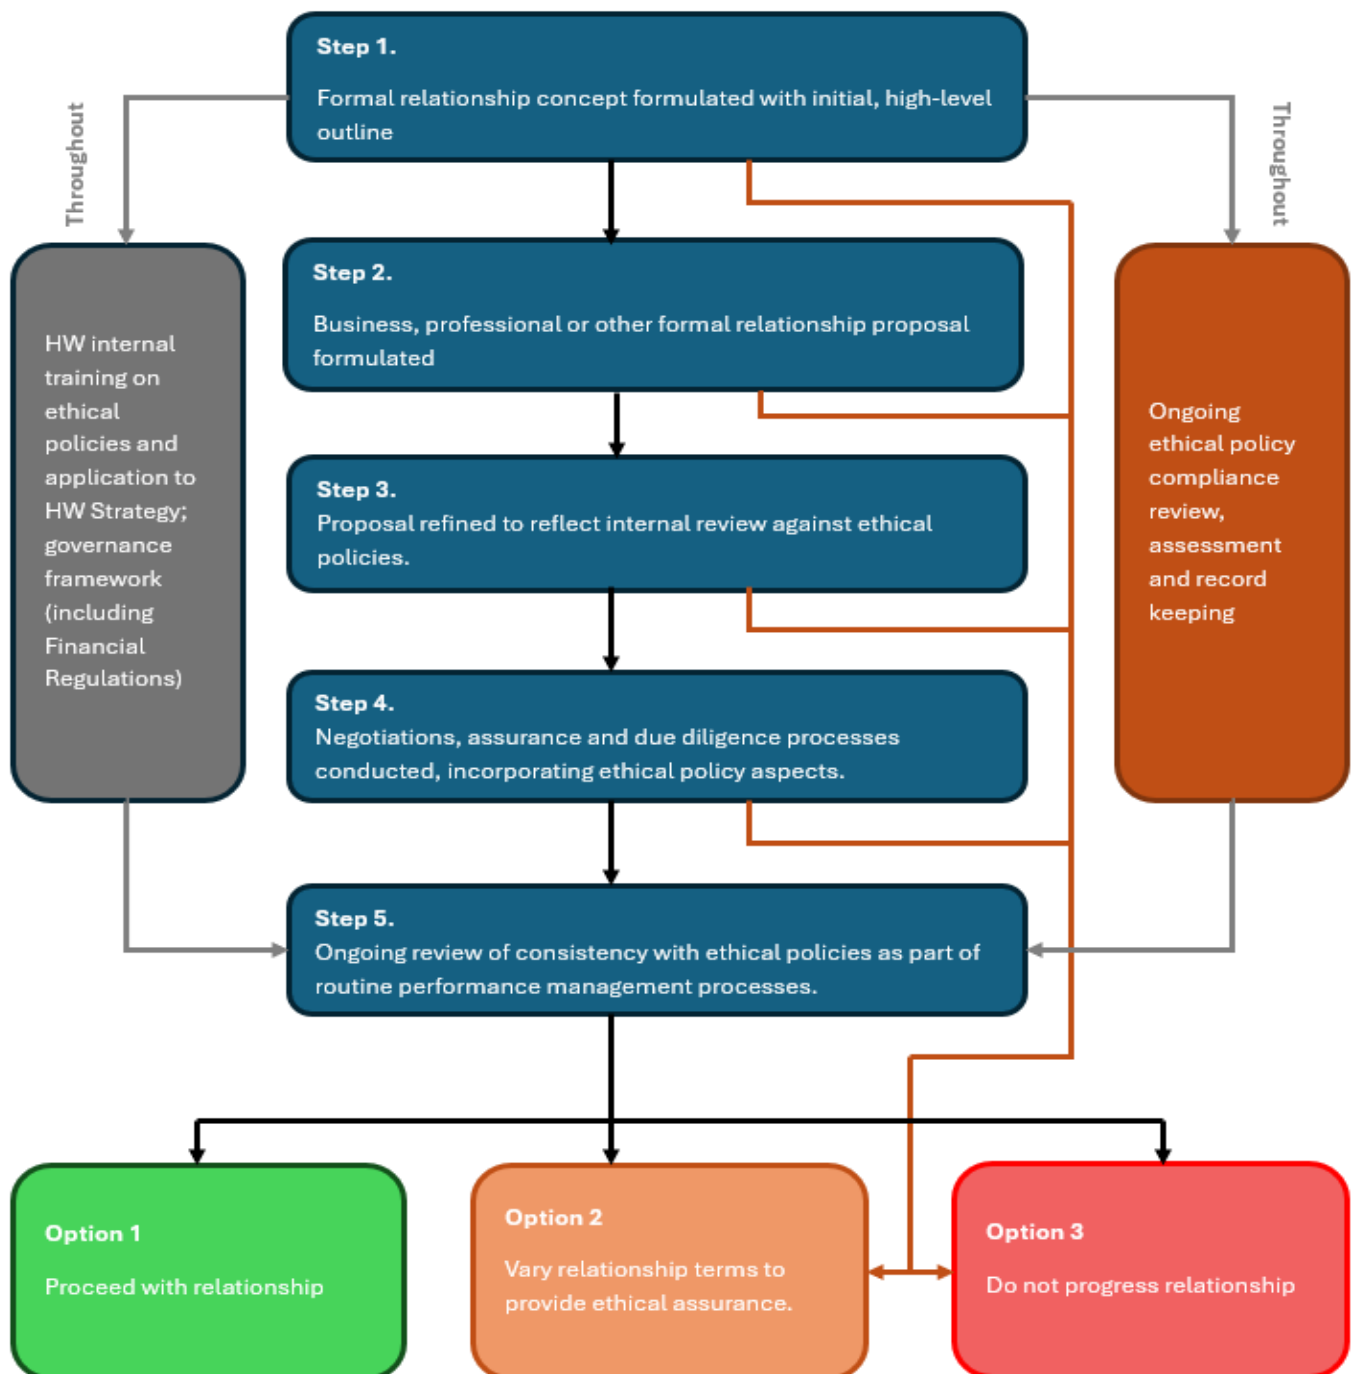 Step 1.
Formal relationship concept formulated with initial, high-level
outline
Throughout
Throughout
Step 2.
Business, professional or other formal relationship proposal
formulated
HW internal
training on
ethical
policies and
application to
HW Strategy;
governance
framework
(including
Financial
Regulations)
Ongoing
ethical policy
compliance
review,
assessment
and record
keeping
Step 3.
Proposal refined to reflect internal review against ethical
policies.
Step 4.
Negotiations, assurance and due diligence processes
conducted, incorporating ethical policy aspects.
Step 5.
Ongoing review of consistency with ethical policies as part of
routine performance management processes.
Option 1
Proceed with relationship
Option 2
Vary relationship terms to
provide ethical assurance.
Option 3
Do not progress relationship